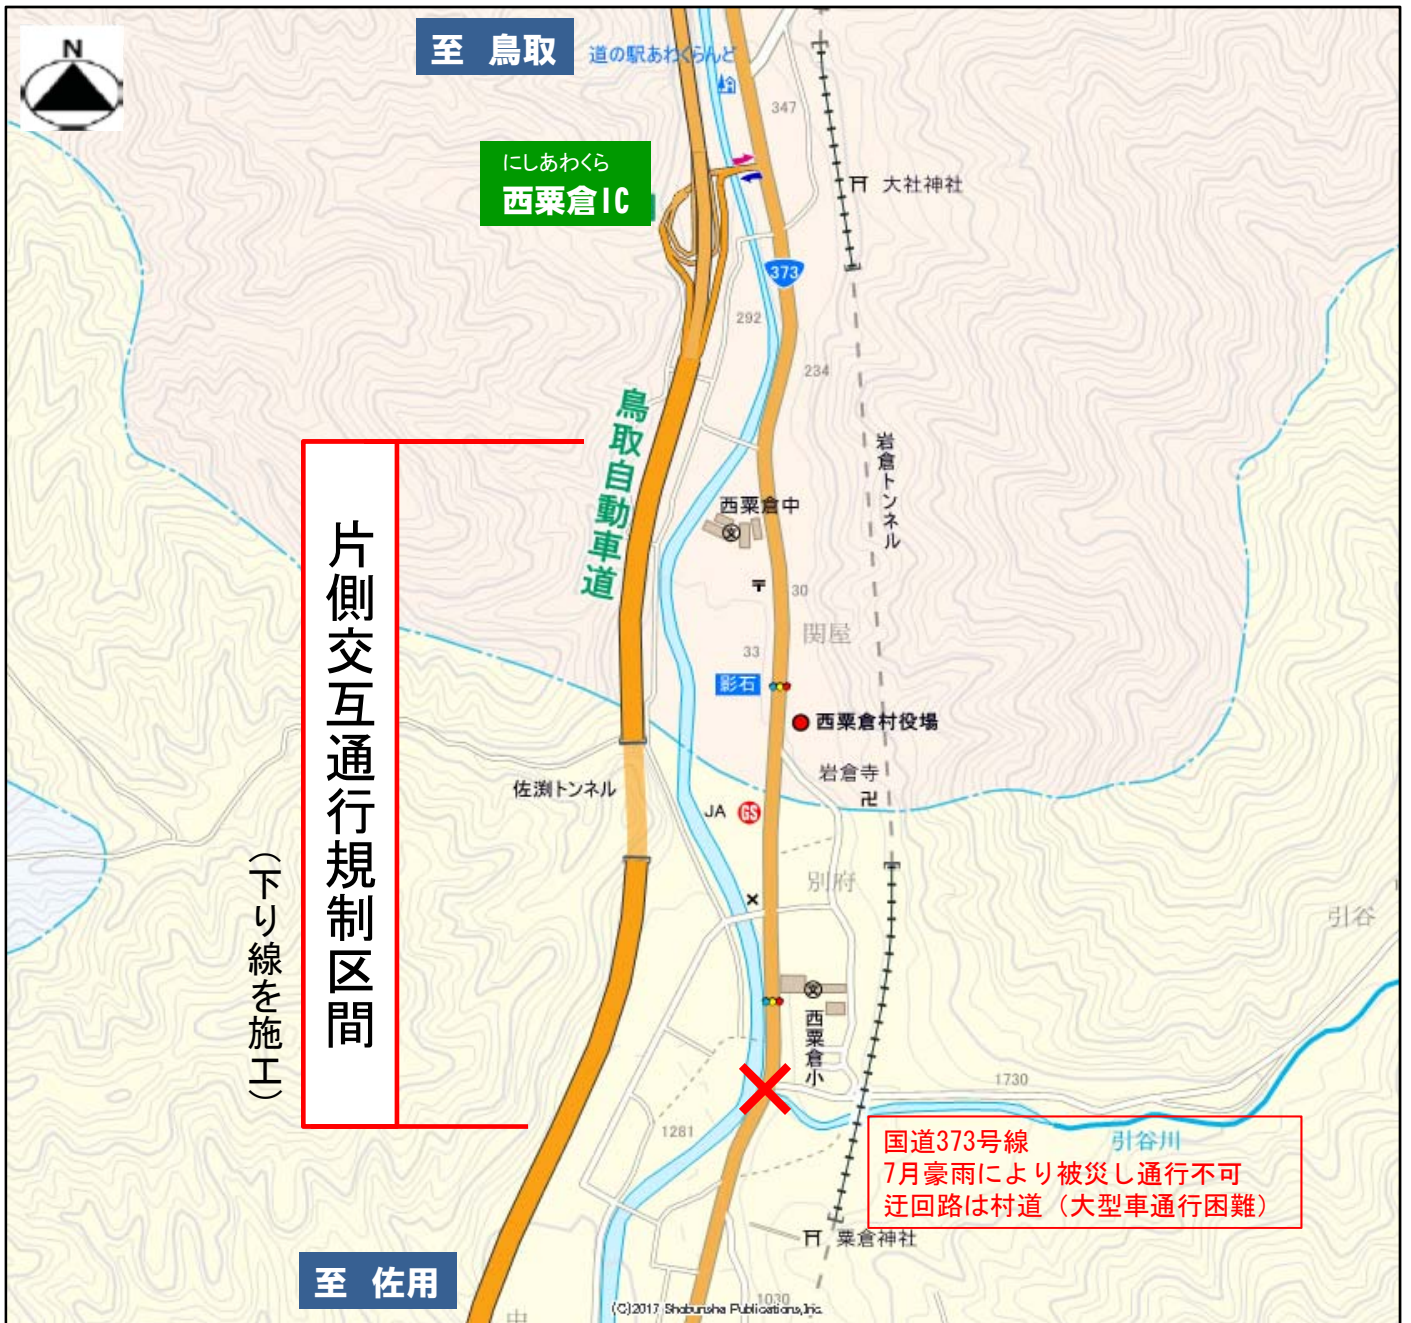 N
至 鳥取
道の駅あわくらんど
347
にしあわくら
西粟倉IC
大社神社
373
292
234
鳥取自動車道
岩倉トンネル
西粟倉中
文
〒
30
関屋
33
影石
西粟倉村役場
片側交互通行規制区間
（下り線を施工）
岩倉寺
卍
佐渕トンネル
JA
GS
別府
引谷
文
西粟倉小
1730
1281
引谷川
国道373号線
7月豪雨により被災し通行不可
迂回路は村道（大型車通行困難）
粟倉神社
至 佐用
1030
(C)2017 Shobunsha Publications,Inc.